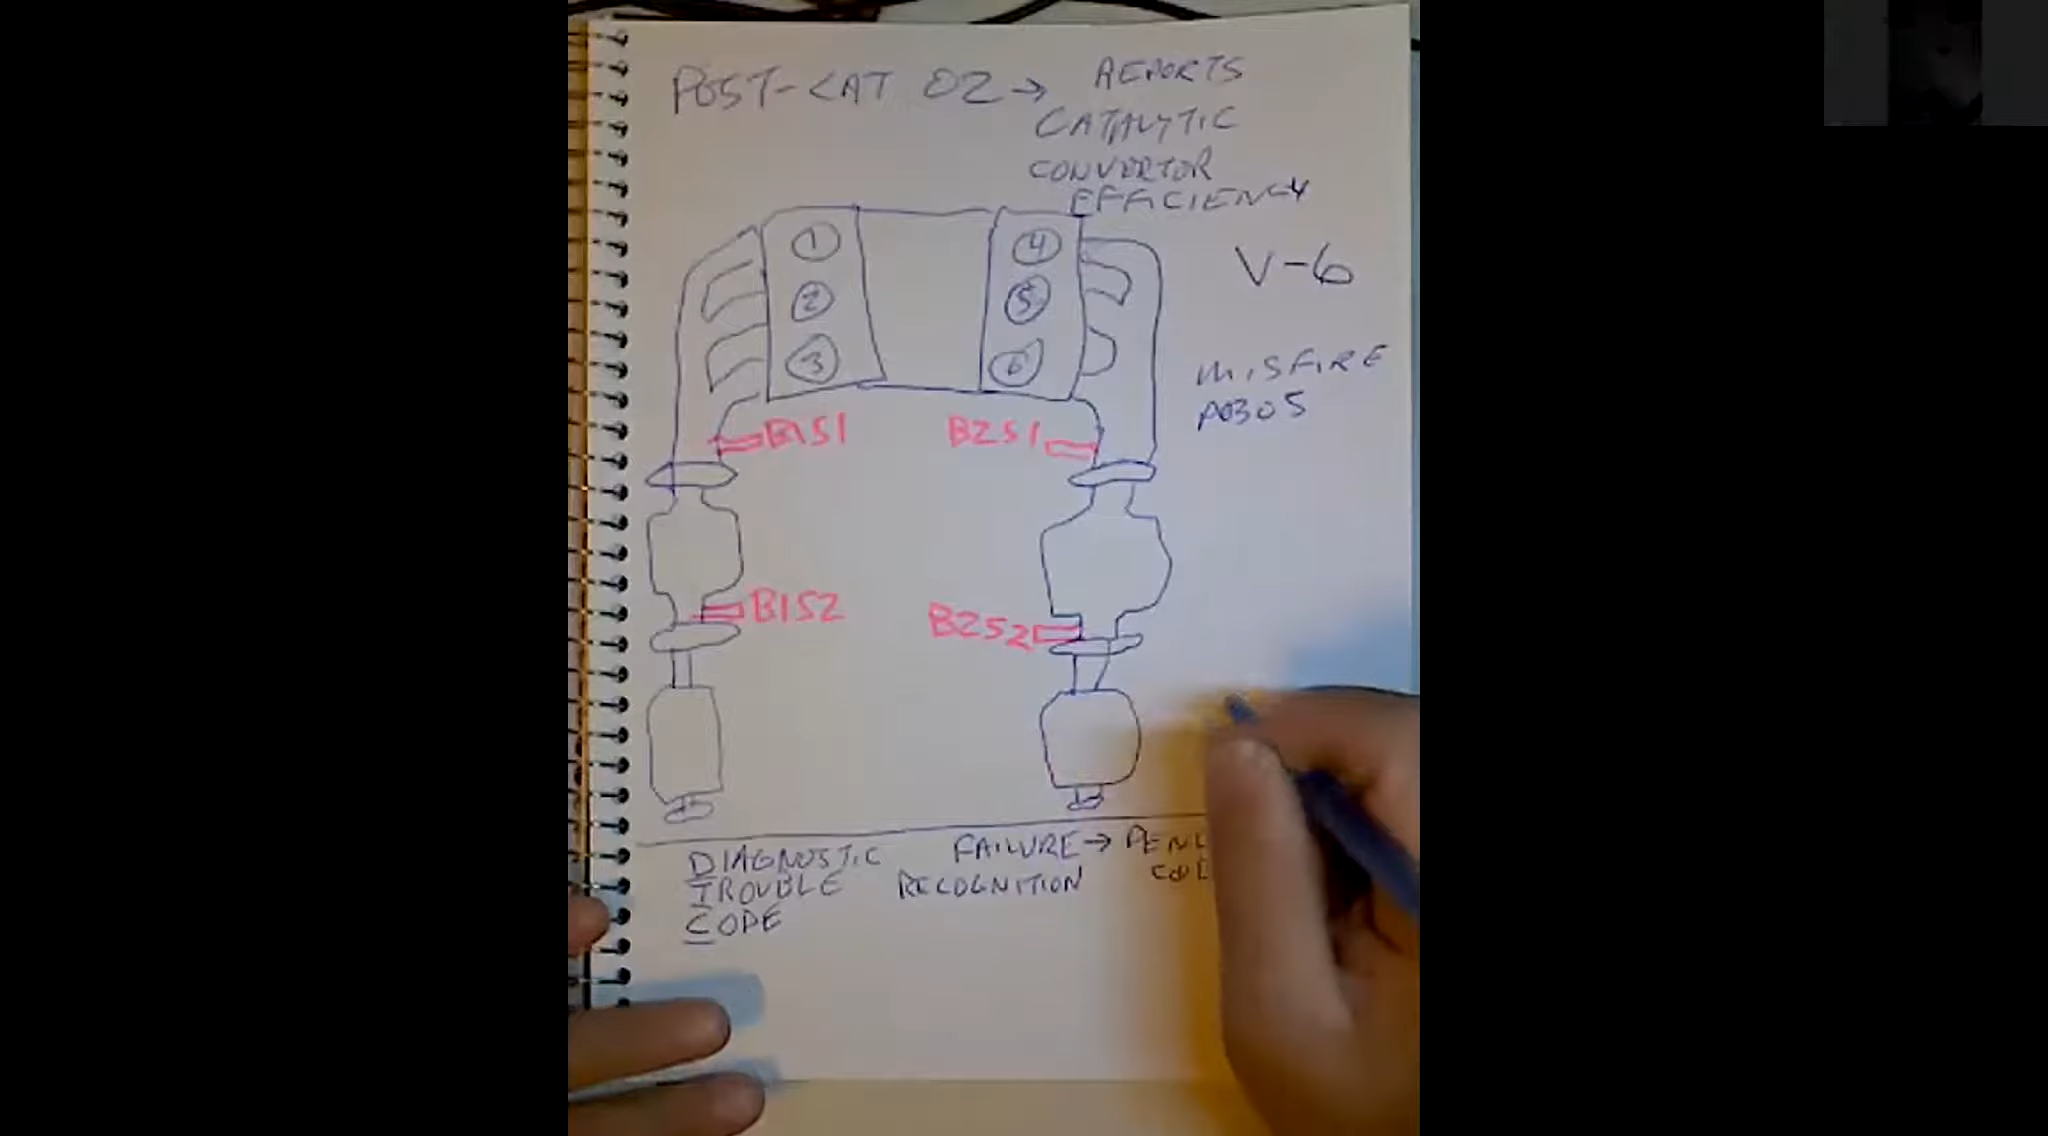 POST-CAT O2→ REPORTS
CATALYTIC
CONVERTOR
EFFICIENCY
1
4
V-6
2
5
3
6
MISFIRE
P0305
B1S1
B2S1
B1S2
B2S2
DIAGNOSTIC
TROUBLE
CODE
FAILURE →
RECOGNITION